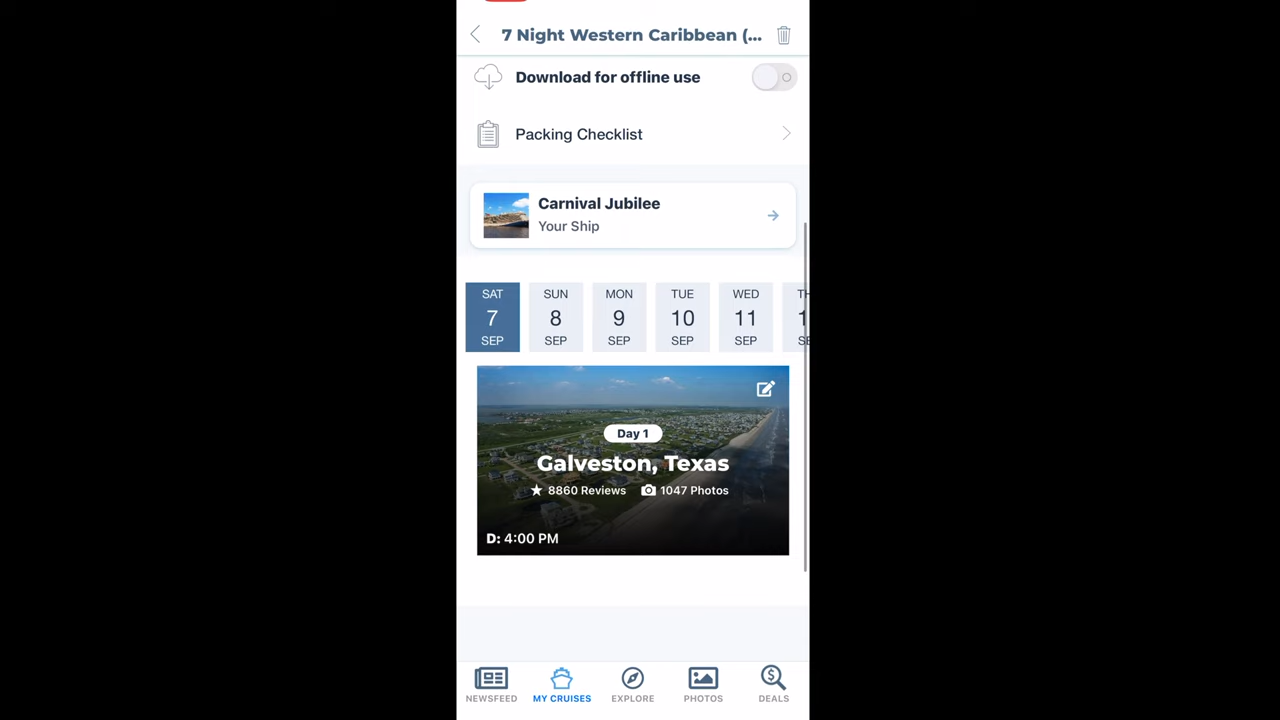 7 Night Western Caribbean (...
Download for offline use
Packing Checklist
Carnival Jubilee
Your Ship
SAT SUN MON TUE WED TH
7 8 9 10 11 1
SEP SEP SEP SEP SEP SE
Day 1
Galveston, Texas
8860 Reviews 1047 Photos
D: 4:00 PM
NEWSFEED MY CRUISES EXPLORE PHOTOS DEALS